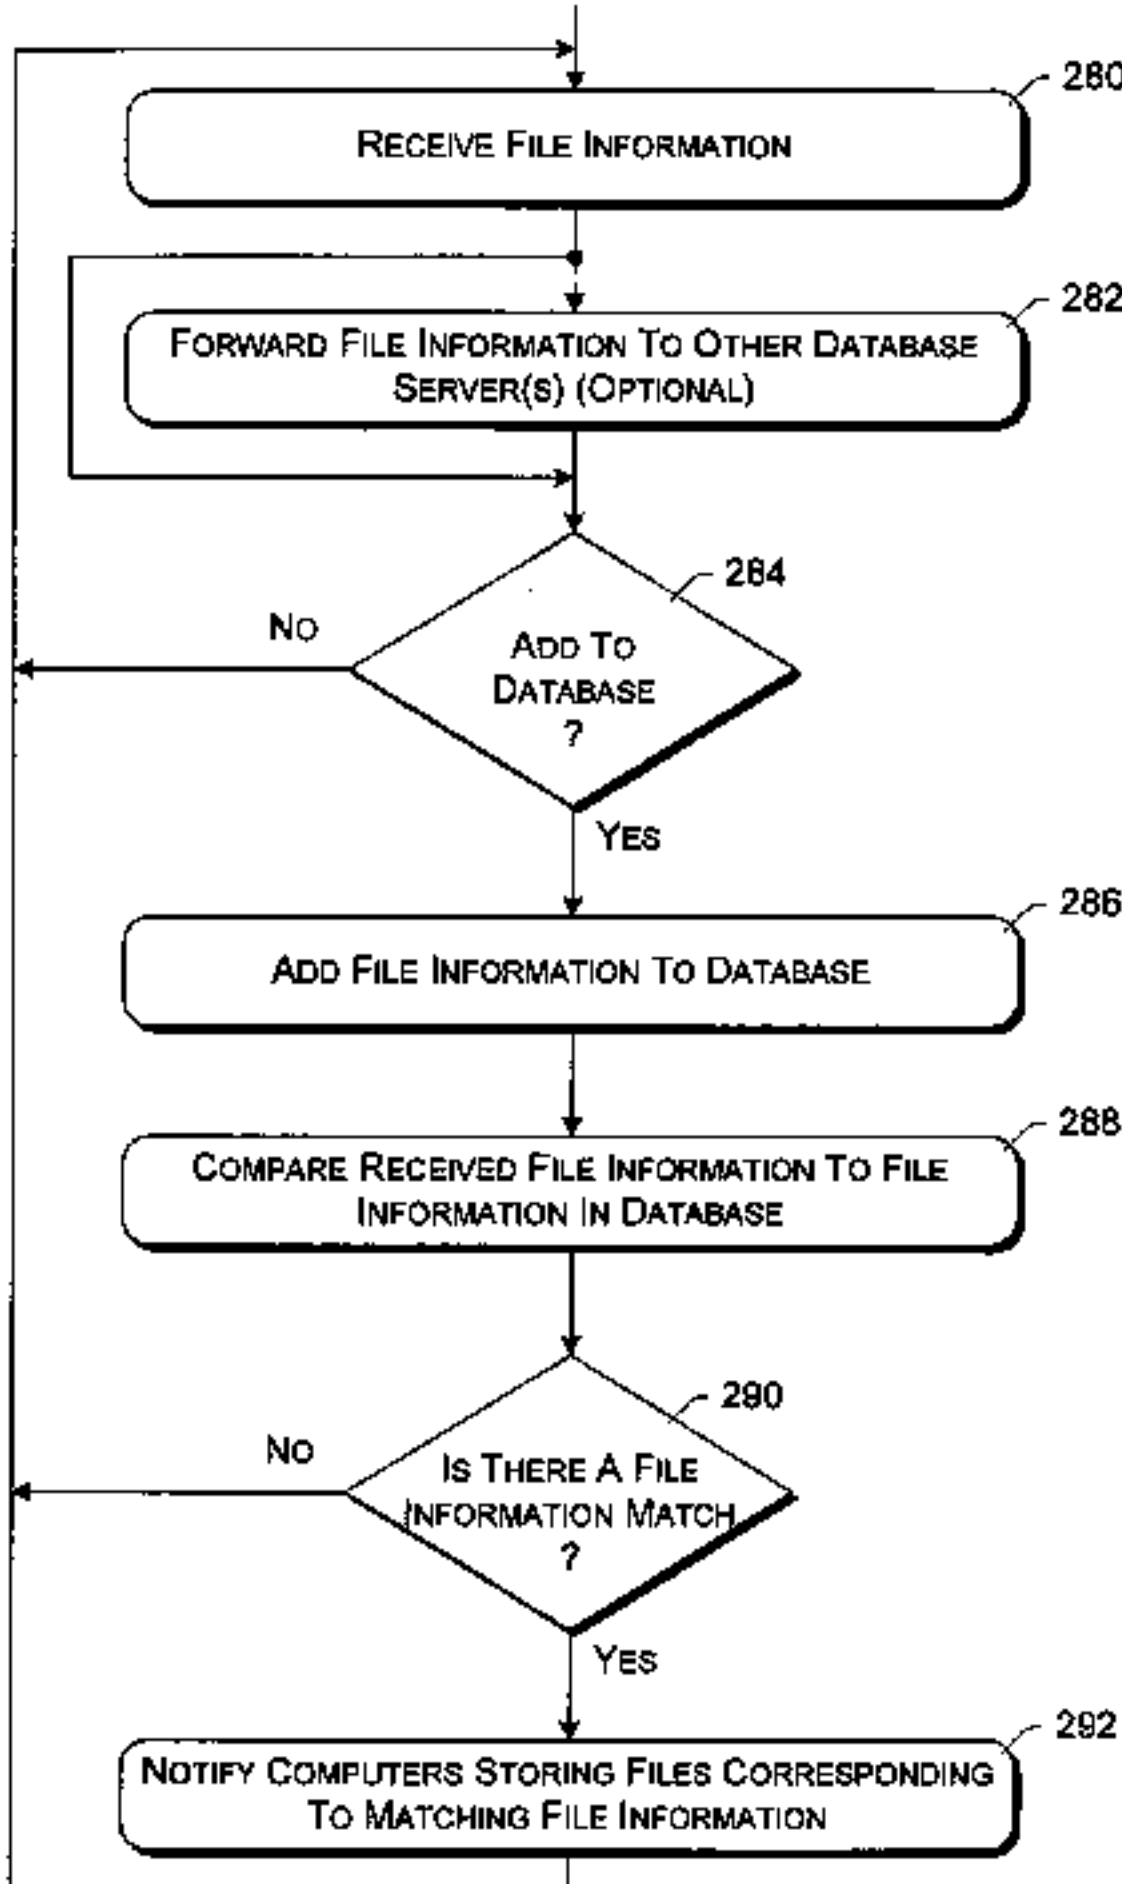 280
RECEIVE FILE INFORMATION
282
FORWARD FILE INFORMATION TO OTHER DATABASE
SERVER(S) (OPTIONAL)
284
NO
ADD TO
DATABASE
?
YES
286
ADD FILE INFORMATION TO DATABASE
288
COMPARE RECEIVED FILE INFORMATION TO FILE
INFORMATION IN DATABASE
290
NO
IS THERE A FILE
INFORMATION MATCH
?
YES
292
NOTIFY COMPUTERS STORING FILES CORRESPONDING
TO MATCHING FILE INFORMATION